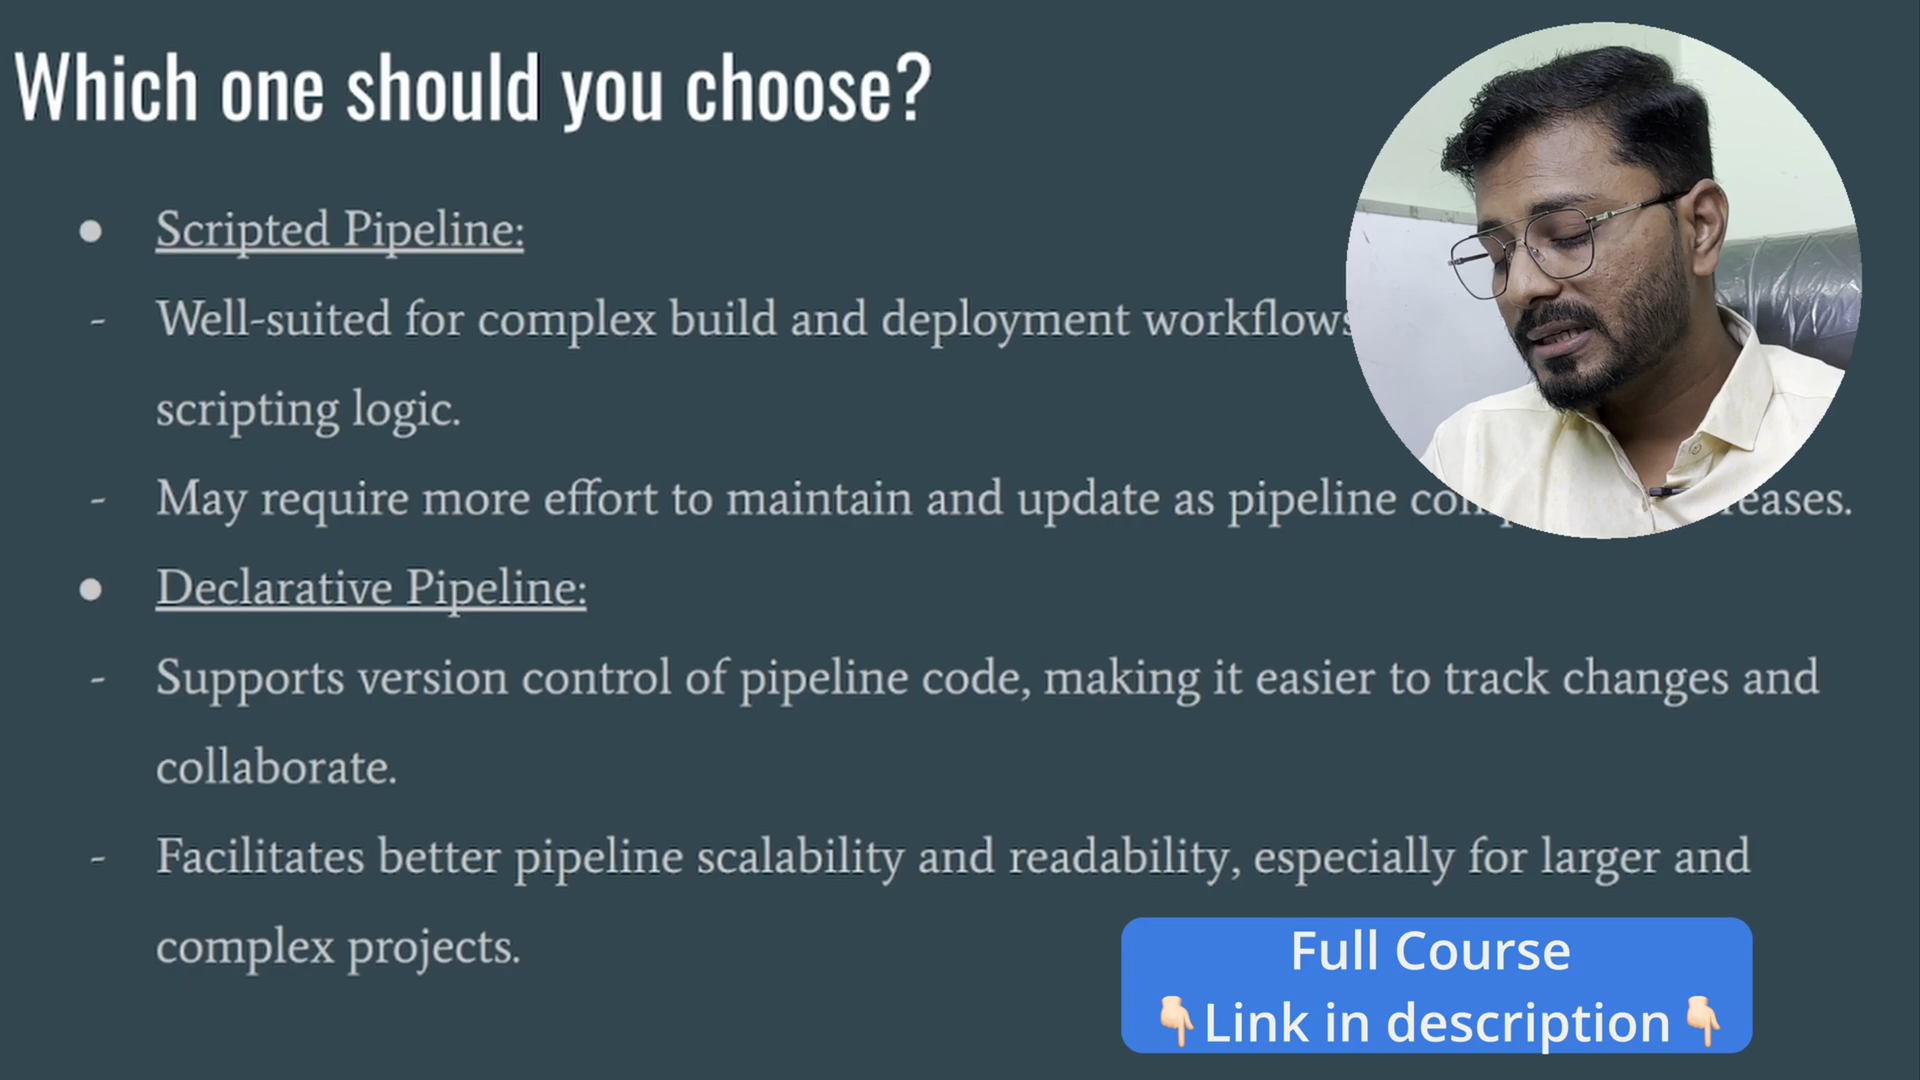 Which one should you choose?
● Scripted Pipeline:
- Well-suited for complex build and deployment workflows
scripting logic.
- May require more effort to maintain and update as pipeline
● Declarative Pipeline:
- Supports version control of pipeline code, making it easier to track changes and
collaborate.
- Facilitates better pipeline scalability and readability, especially for larger and
complex projects.
Full Course
👇🏻Link in description👇🏻